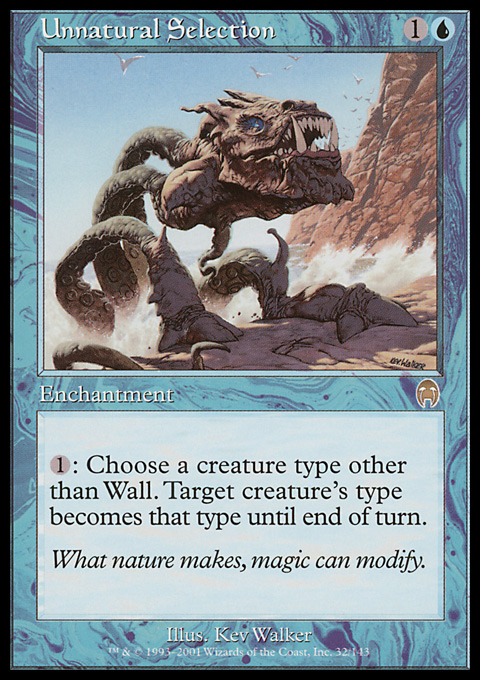 Unnatural Selection 1
Enchantment
1: Choose a creature type other
than Wall. Target creature's type
becomes that type until end of turn.
What nature makes, magic can modify.
Illus. Kev Walker
™ & © 1993-2001 Wizards of the Coast, Inc. 32/143